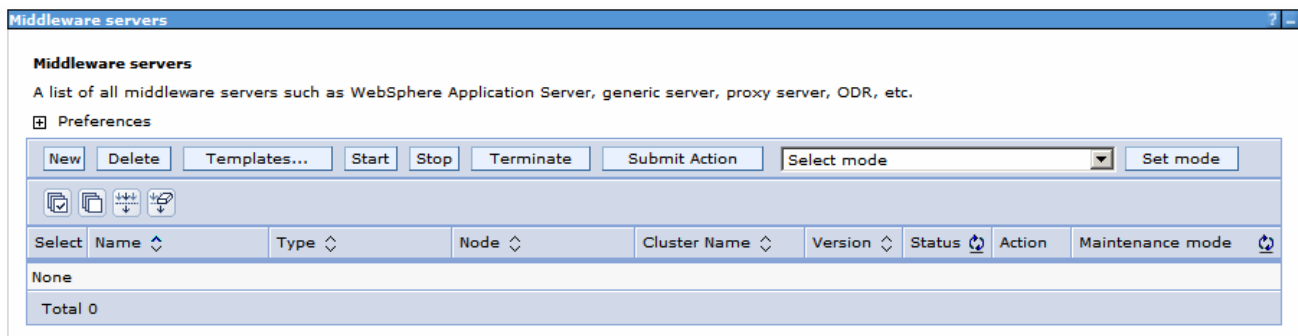 Middleware servers ? –
Middleware servers
A list of all middleware servers such as WebSphere Application Server, generic server, proxy server, ODR, etc.
Preferences
New Delete Templates... Start Stop Terminate Submit Action Select mode Set mode
Select Name Type Node Cluster Name Version Status Action Maintenance mode
None
Total 0